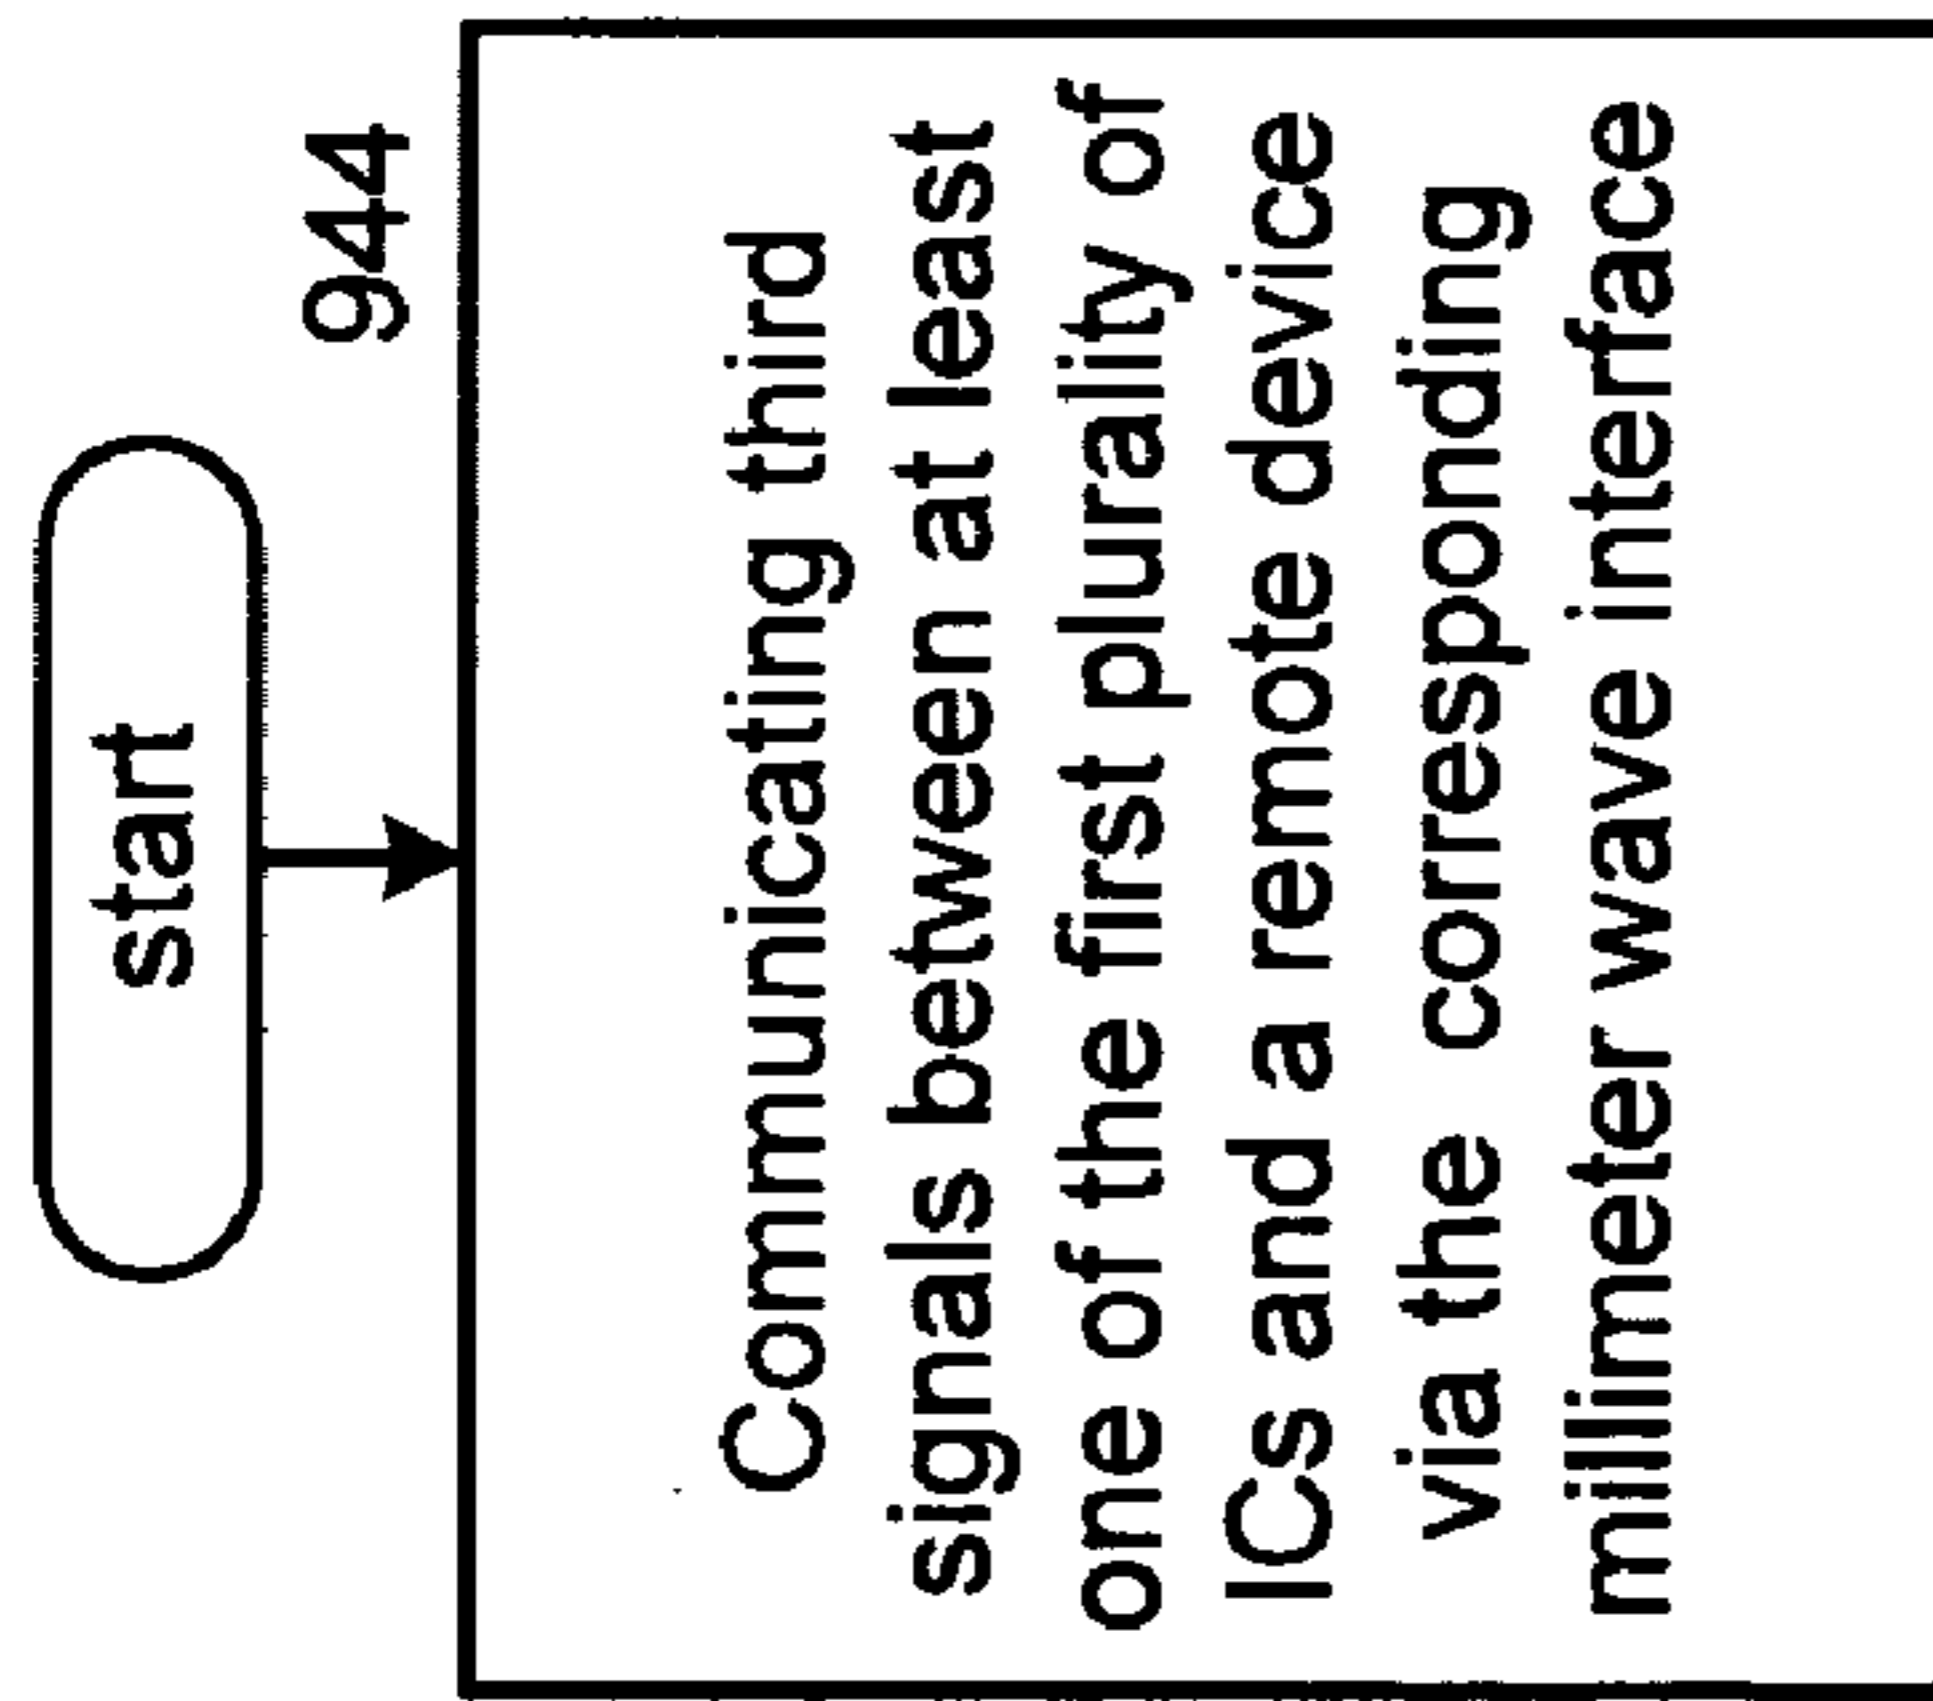 start
944
Communicating third
signals between at least
one of the first plurality of
ICs and a remote device
via the corresponding
millimeter wave interface